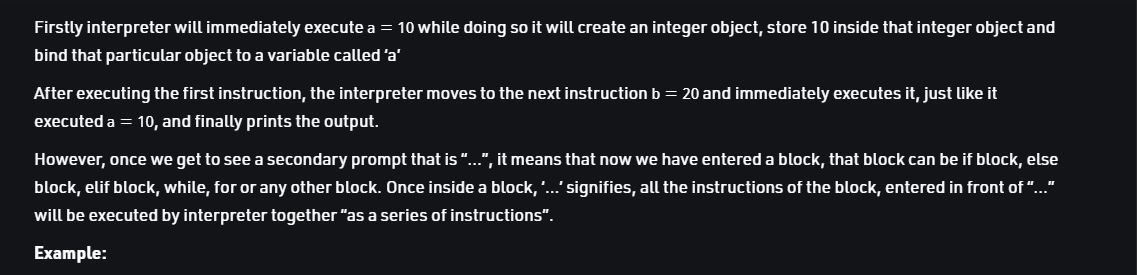 Firstly interpreter will immediately execute a = 10 while doing so it will create an integer object, store 10 inside that integer object and
bind that particular object to a variable called ‘a’
After executing the first instruction, the interpreter moves to the next instruction b = 20 and immediately executes it, just like it
executed a = 10, and finally prints the output.
However, once we get to see a secondary prompt that is “…”, it means that now we have entered a block, that block can be if block, else
block, elif block, while, for or any other block. Once inside a block, ‘…’ signifies, all the instructions of the block, entered in front of “…”
will be executed by interpreter together “as a series of instructions”.
Example: